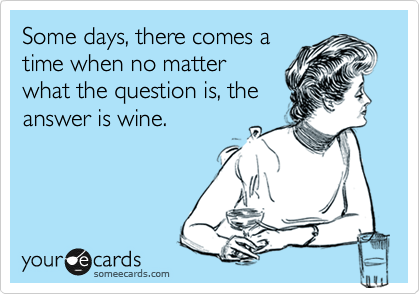 Some days, there comes a
time when no matter
what the question is, the
answer is wine.
your ecards
someecards.com